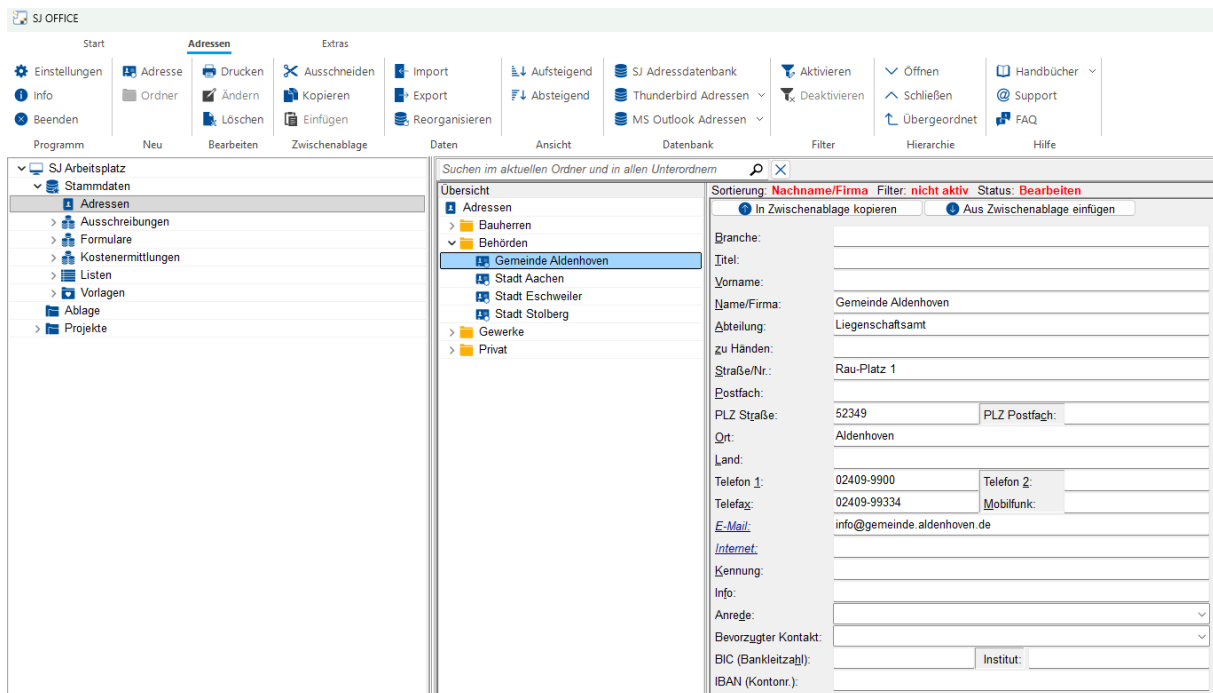 SJ OFFICE
Start Adressen Extras
Einstellungen Adresse Drucken Ausschneiden Import Aufsteigend SJ Adressdatenbank Aktivieren Öffnen Handbücher
Info Ordner Ändern Kopieren Export Absteigend Thunderbird Adressen Deaktivieren Schließen @ Support
Beenden Löschen Einfügen Reorganisieren MS Outlook Adressen Übergeordnet FAQ
Programm Neu Bearbeiten Zwischenablage Daten Ansicht Datenbank Filter Hierarchie Hilfe
SJ Arbeitsplatz
Stammdaten
Adressen
Ausschreibungen
Formulare
Kostenermittlungen
Listen
Vorlagen
Ablage
Projekte
Suchen im aktuellen Ordner und in allen Unterordnern
Übersicht
Adressen
Bauherren
Behörden
Gemeinde Aldenhoven
Stadt Aachen
Stadt Eschweiler
Stadt Stolberg
Gewerke
Privat
Sortierung: Nachname/Firma Filter: nicht aktiv Status: Bearbeiten
In Zwischenablage kopieren Aus Zwischenablage einfügen
Branche:
Titel:
Vorname:
Name/Firma: Gemeinde Aldenhoven
Abteilung: Liegenschaftsamt
zu Händen:
Straße/Nr.: Rau-Platz 1
Postfach:
PLZ Straße: 52349 PLZ Postfach:
Ort: Aldenhoven
Land:
Telefon 1: 02409-9900 Telefon 2:
Telefax: 02409-99334 Mobilfunk:
E-Mail: info@gemeinde.aldenhoven.de
Internet:
Kennung:
Info:
Anrede:
Bevorzugter Kontakt:
BIC (Bankleitzahl): Institut:
IBAN (Kontonr.):